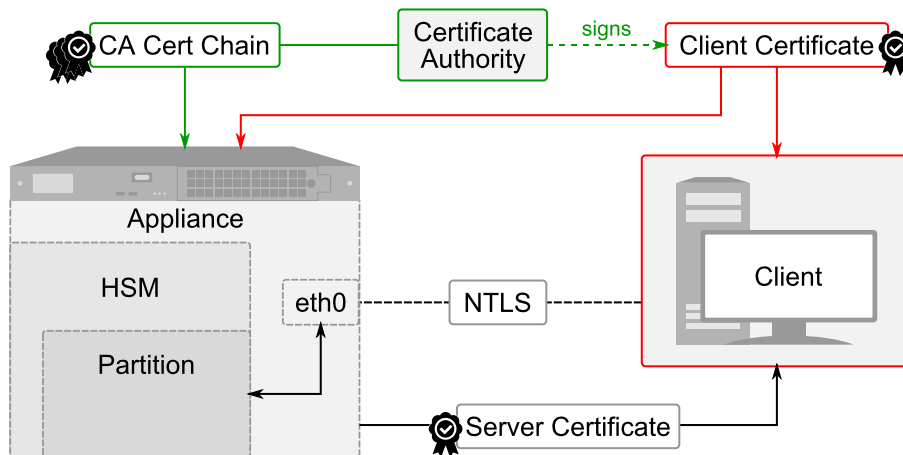 CA Cert Chain
Certificate
Authority
signs
Client Certificate
Appliance
HSM
eth0
NTLS
Client
Partition
Server Certificate